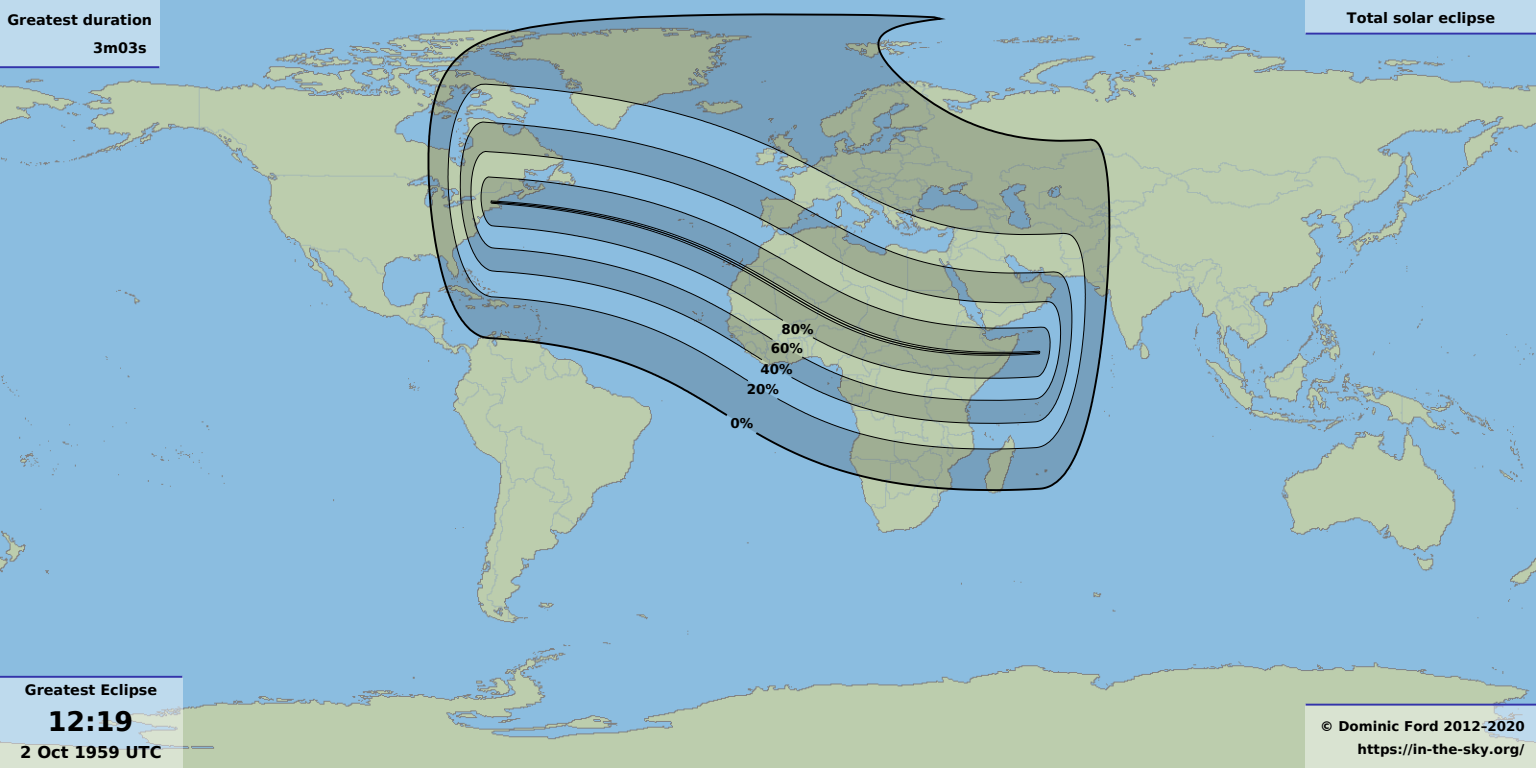 Greatest duration
3m03s
Total solar eclipse
80%
60%
40%
20%
0%
Greatest Eclipse
12:19
2 Oct 1959 UTC
© Dominic Ford 2012–2020
https://in-the-sky.org/